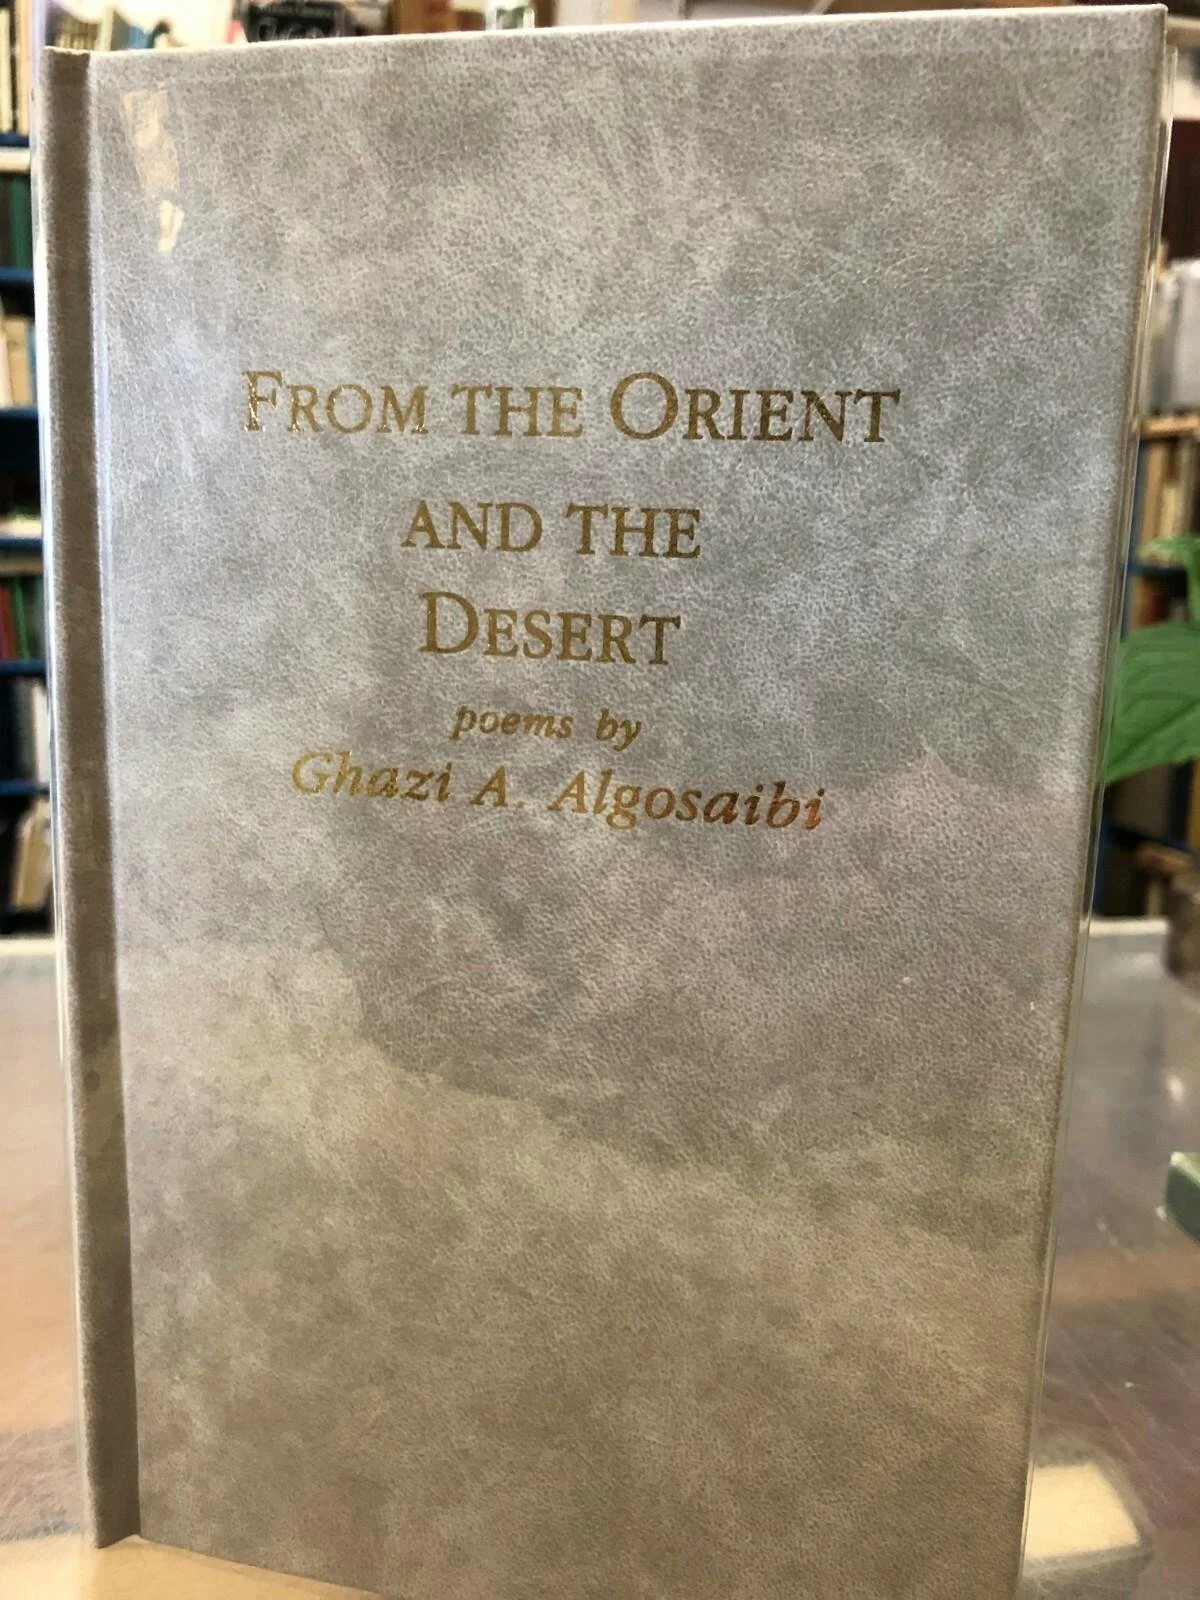 FROM THE ORIENT
AND THE
DESERT
poems by
Ghazi A. Algosaibi